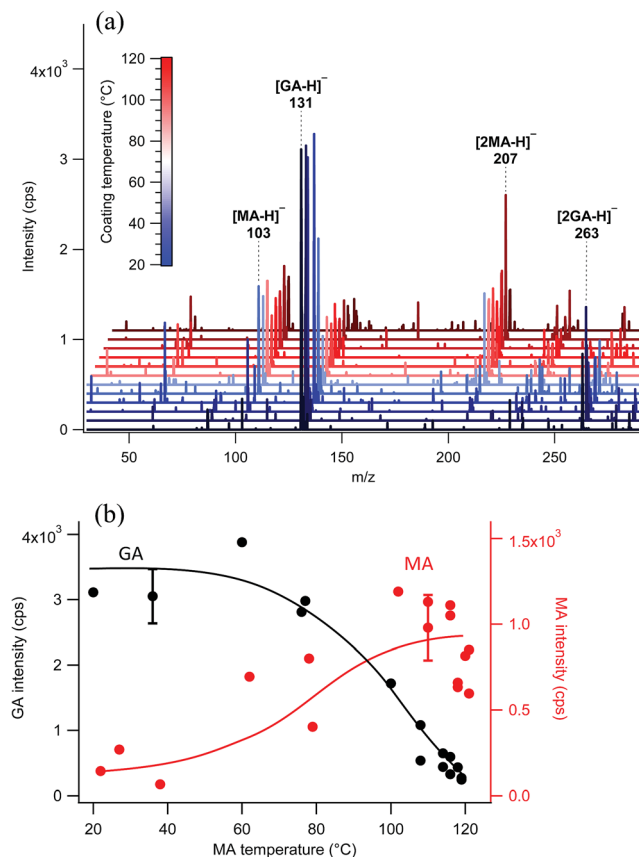 (a)
Coating temperature (°C)
120
100
80
60
40
20
[GA-H]⁻
131
[MA-H]⁻
103
[2MA-H]⁻
207
[2GA-H]⁻
263
Intensity (cps)
4x10³
3
2
1
0
50
100
150
200
250
m/z
(b)
GA
MA
GA intensity (cps)
4x10³
3
2
1
0
MA intensity (cps)
1.5x10³
1.0
0.5
0.0
20
40
60
80
100
120
MA temperature (°C)